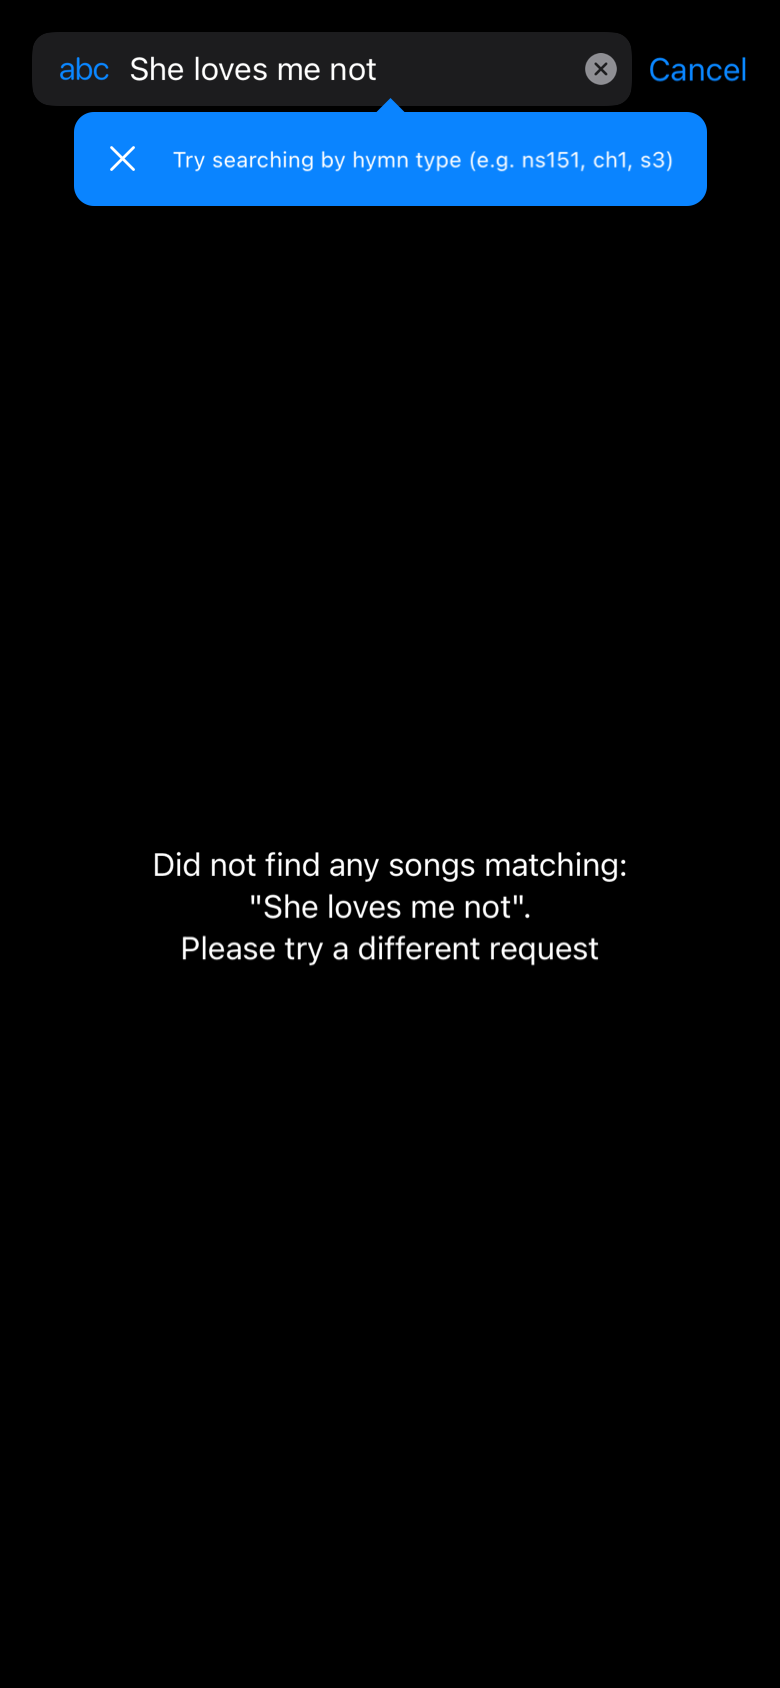 abc She loves me not Cancel
Try searching by hymn type (e.g. ns151, ch1, s3)
Did not find any songs matching:
"She loves me not".
Please try a different request